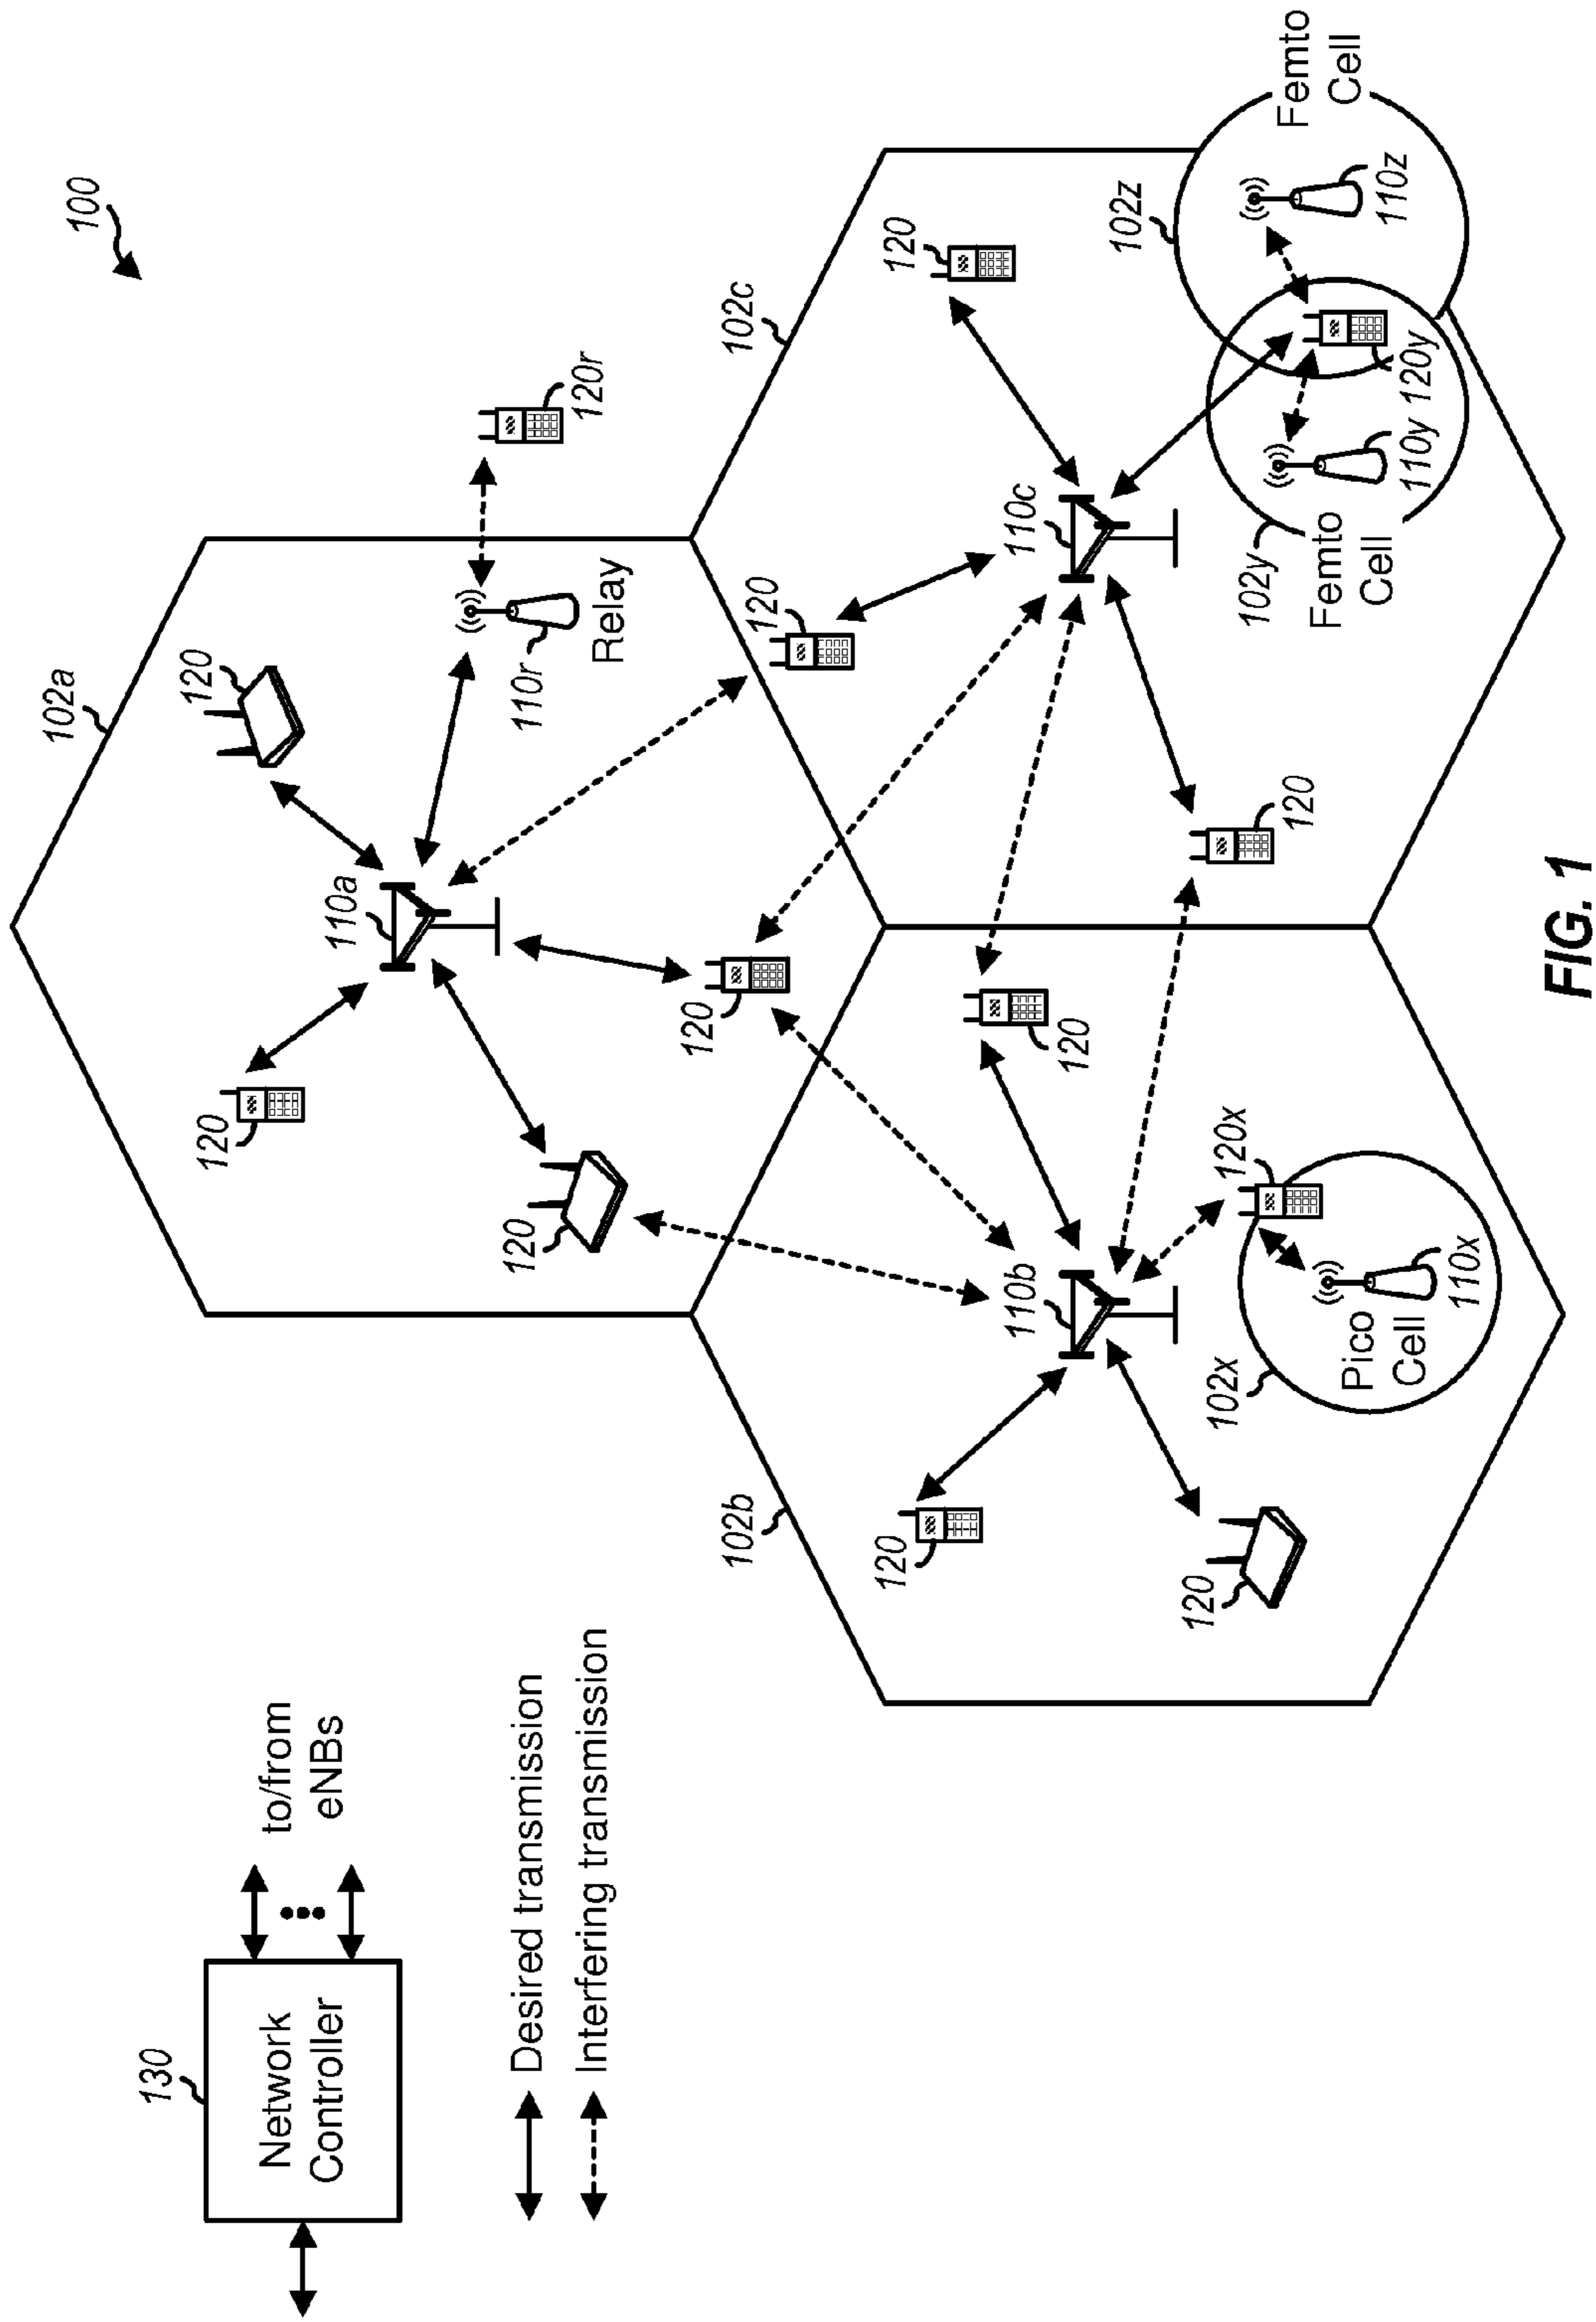 100
130
Network
Controller
to/from
eNBs
Desired transmission
Interfering transmission
102a
120
110a
120
120
120
110r
Relay
120r
120
102b
120
110b
120
120
102x
Pico
Cell
110x
120x
102c
120
110c
120
120
102y
Femto
Cell
110y
120y
102z
110z
Femto
Cell
FIG. 1